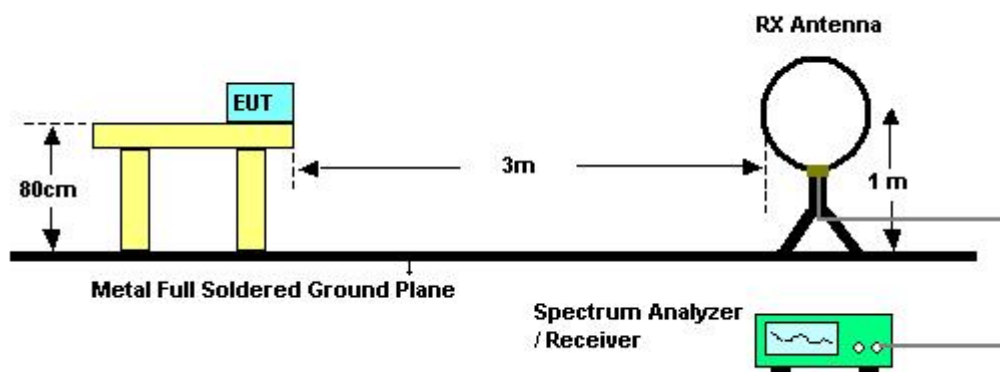 RX Antenna
EUT
3m
80cm
1 m
Metal Full Soldered Ground Plane
Spectrum Analyzer
/ Receiver